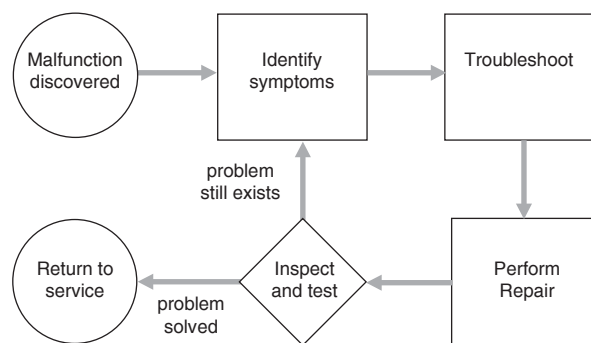 Malfunction
discovered
Identify
symptoms
Troubleshoot
problem
still exists
Return to
service
problem
solved
Inspect
and test
Perform
Repair